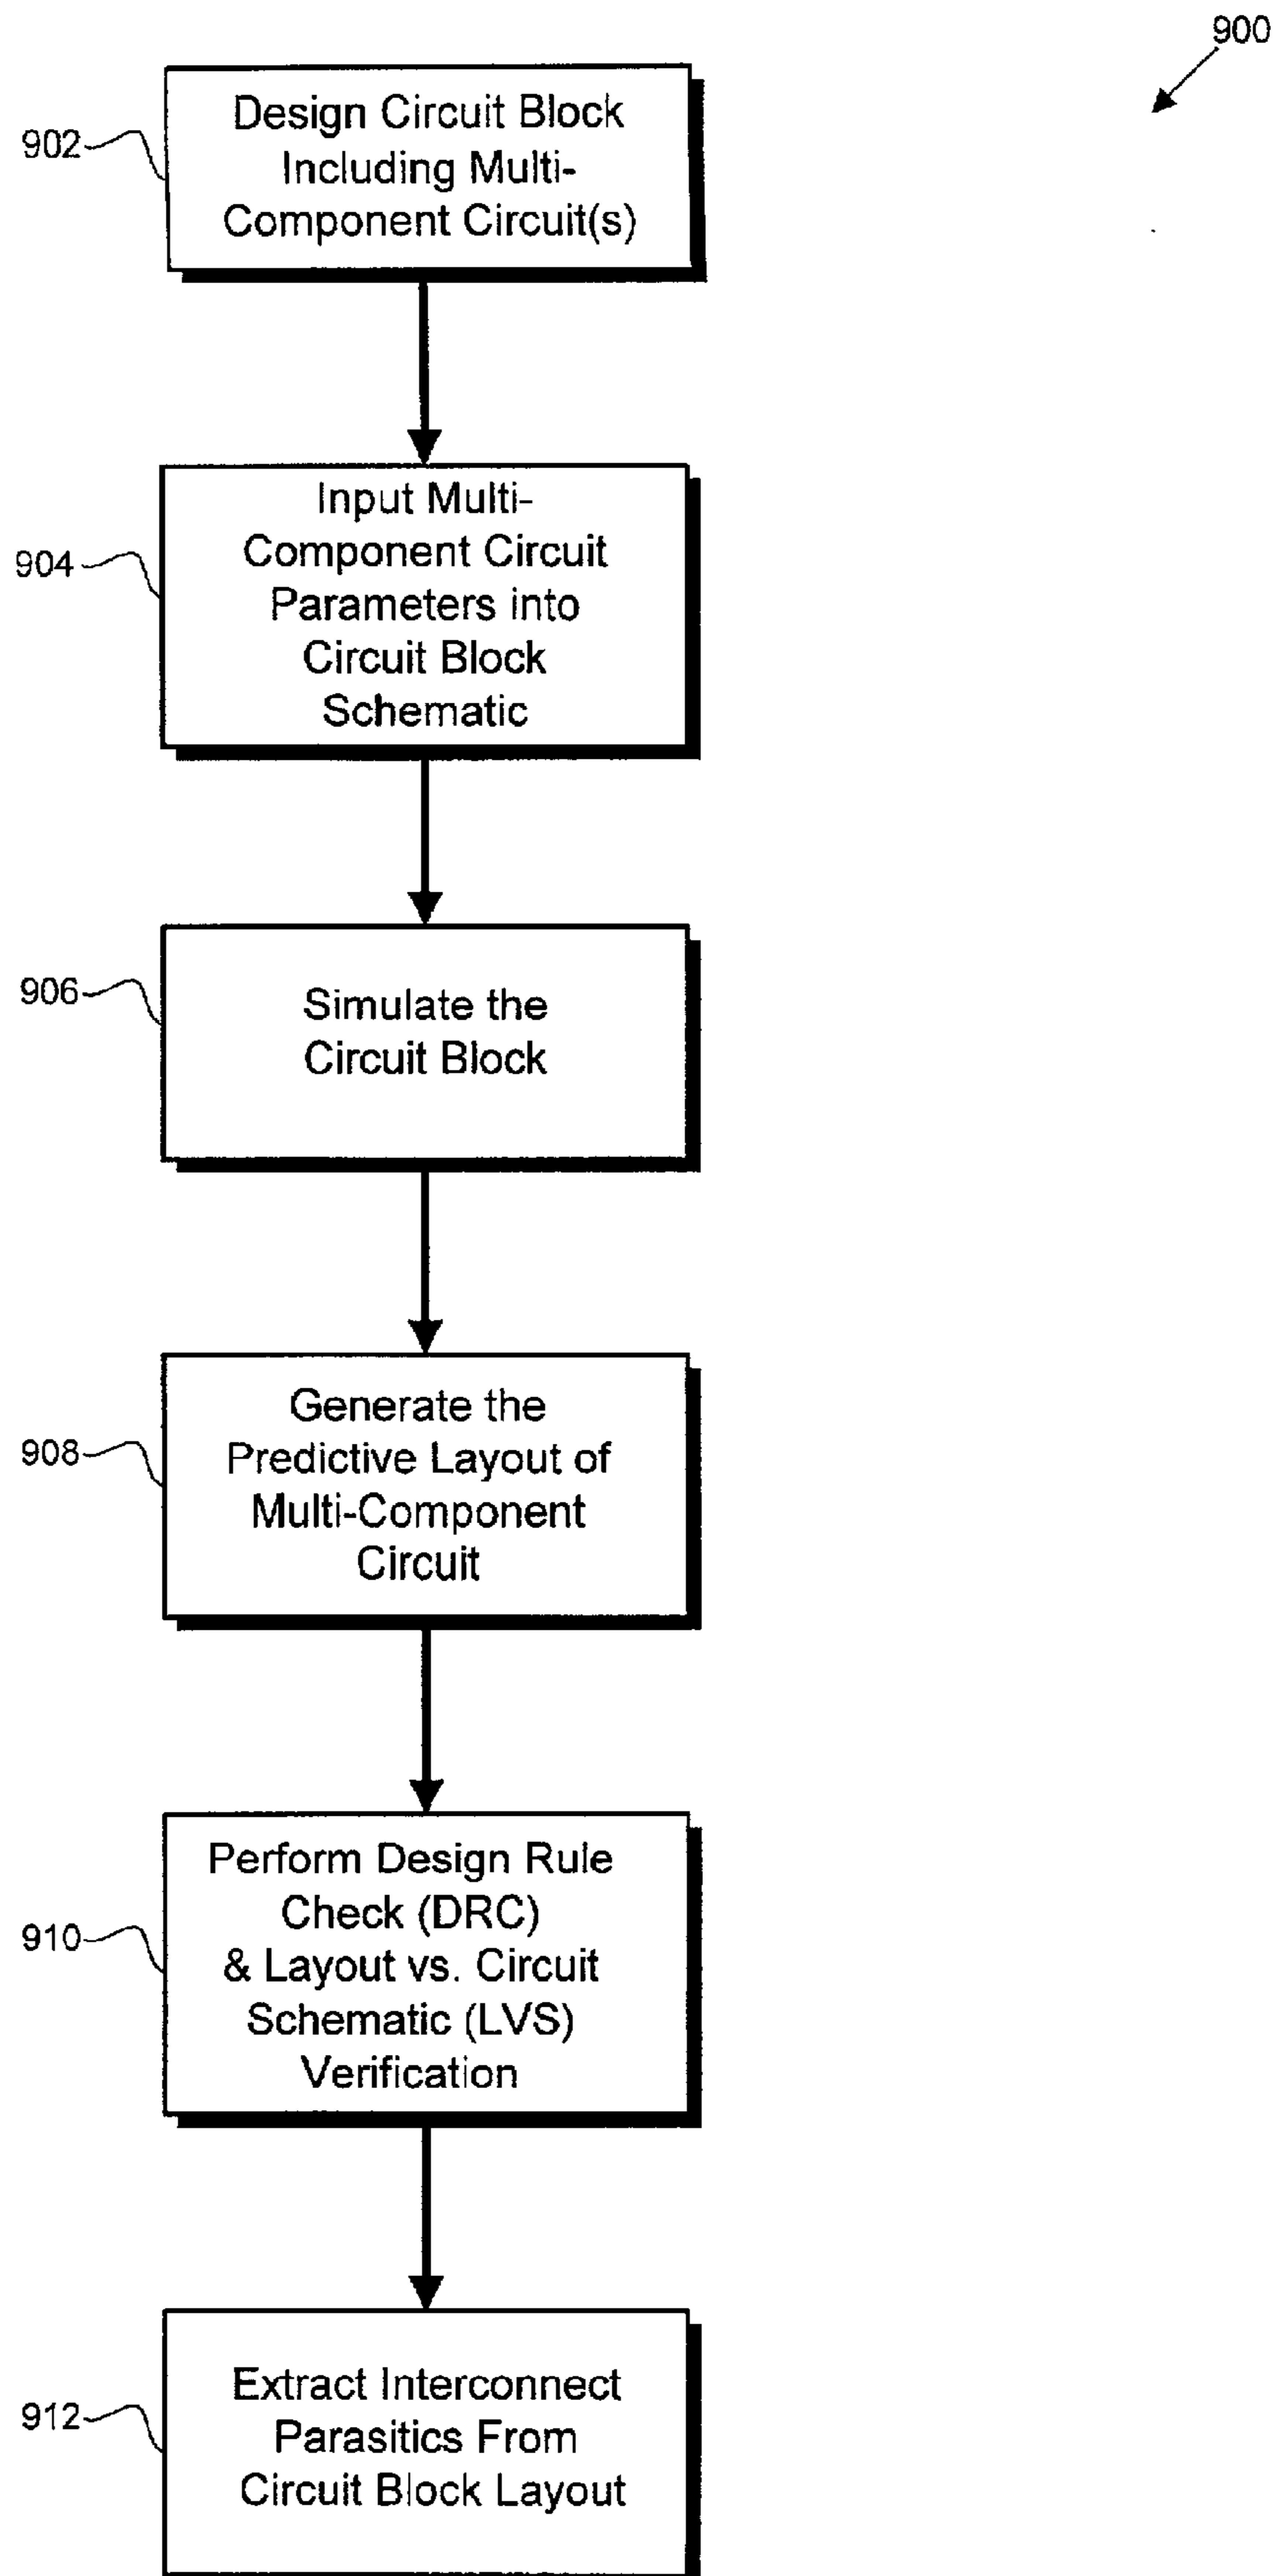 900
902
Design Circuit Block
Including Multi-
Component Circuit(s)
904
Input Multi-
Component Circuit
Parameters into
Circuit Block
Schematic
906
Simulate the
Circuit Block
908
Generate the
Predictive Layout of
Multi-Component
Circuit
910
Perform Design Rule
Check (DRC)
& Layout vs. Circuit
Schematic (LVS)
Verification
912
Extract Interconnect
Parasitics From
Circuit Block Layout